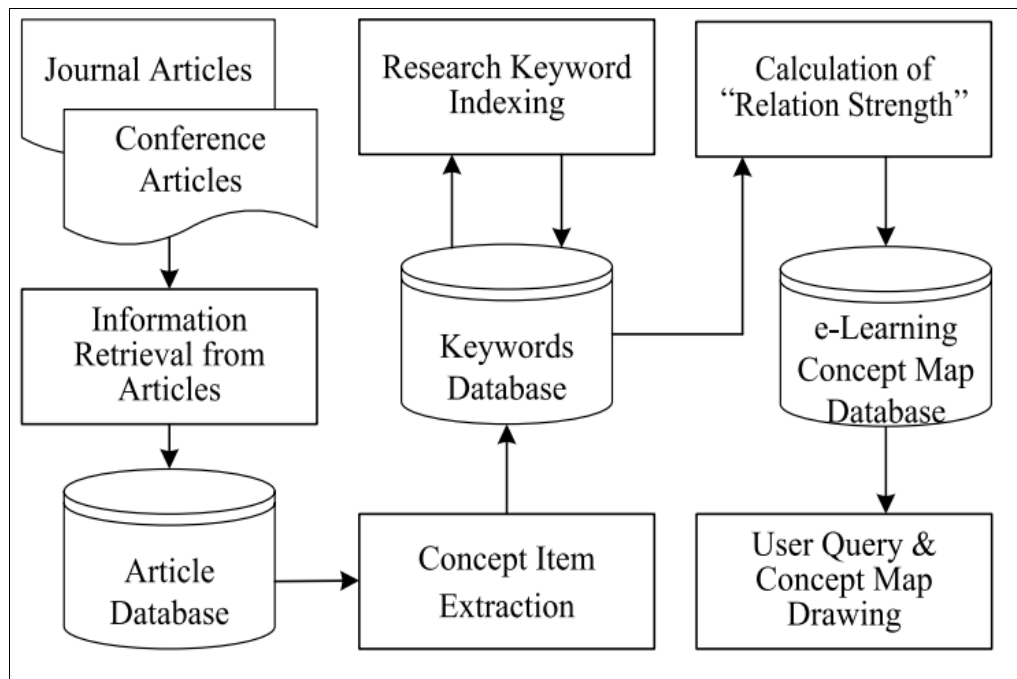 Journal Articles
Conference
Articles
Information
Retrieval from
Articles
Article
Database
Concept Item
Extraction
Keywords
Database
Research Keyword
Indexing
Calculation of
“Relation Strength”
e-Learning
Concept Map
Database
User Query &
Concept Map
Drawing